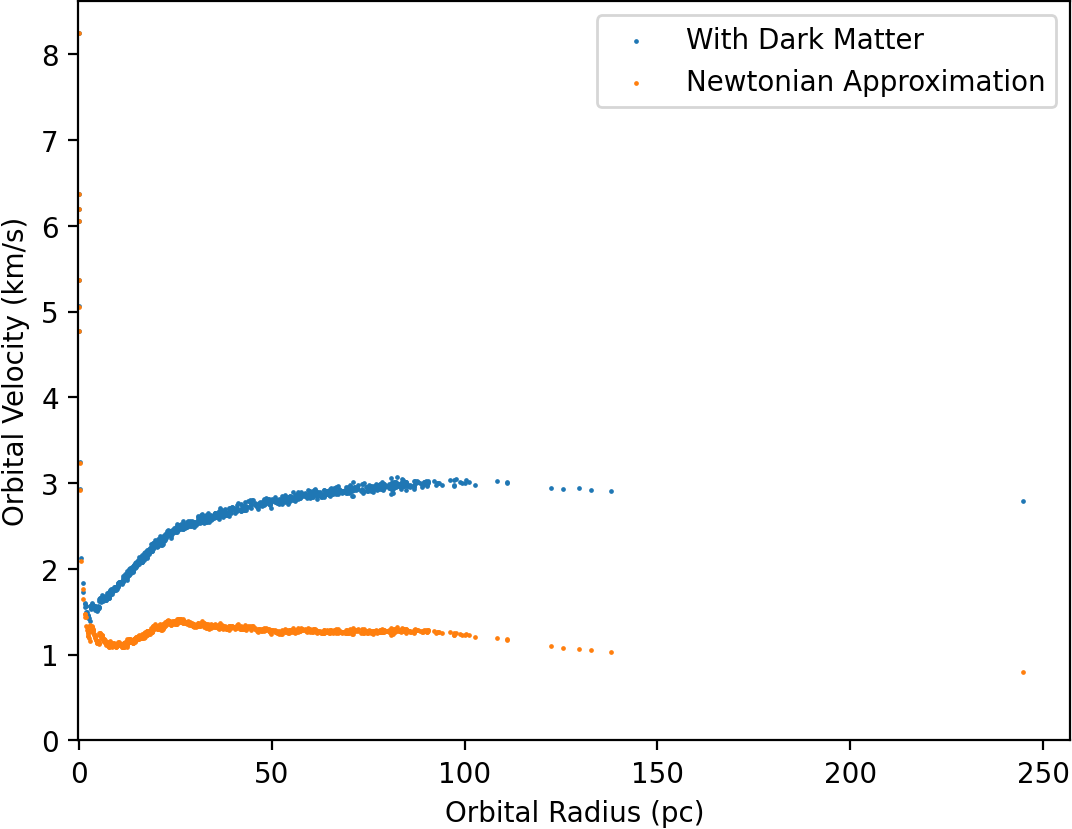 With Dark Matter
Newtonian Approximation
8
7
6
5
4
3
2
1
0
Orbital Velocity (km/s)
0 50 100 150 200 250
Orbital Radius (pc)